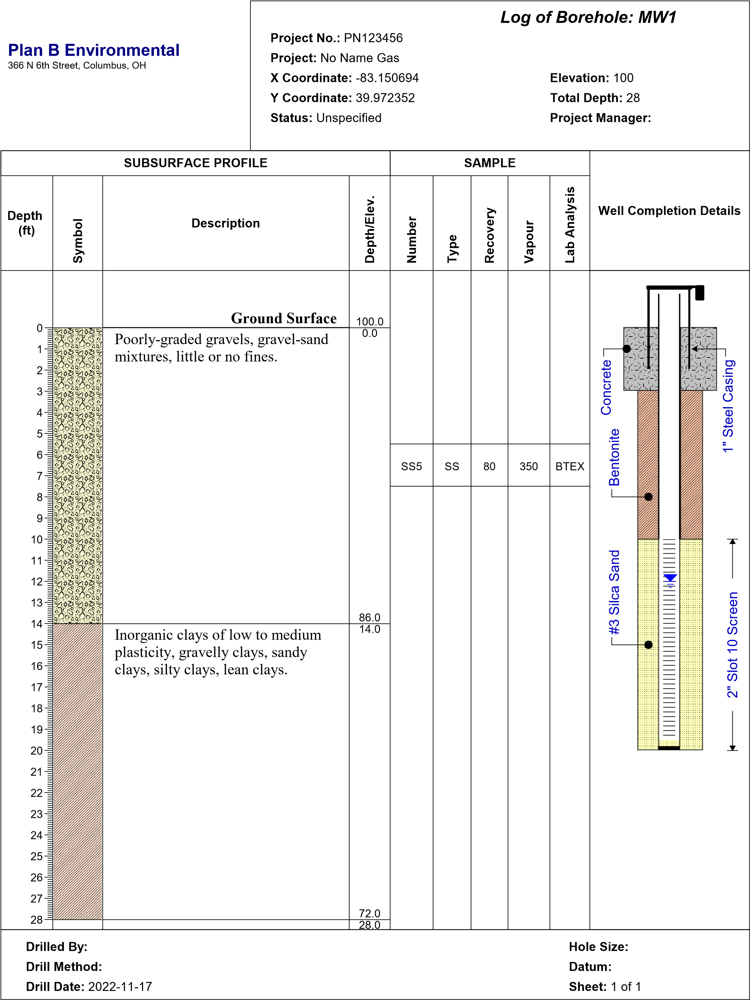 Log of Borehole: MW1
Plan B Environmental
366 N 6th Street, Columbus, OH
Project No.: PN123456
Project: No Name Gas
X Coordinate: -83.150694
Elevation: 100
Y Coordinate: 39.972352
Total Depth: 28
Status: Unspecified
Project Manager:
SUBSURFACE PROFILE
SAMPLE
Well Completion Details
Depth
(ft)
Symbol
Description
Depth/Elev.
Number
Type
Recovery
Vapour
Lab Analysis
Ground Surface
100.0
0.0
Poorly-graded gravels, gravel-sand
mixtures, little or no fines.
86.0
14.0
Inorganic clays of low to medium
plasticity, gravelly clays, sandy
clays, silty clays, lean clays.
72.0
28.0
0
1
2
3
4
5
6
7
8
9
10
11
12
13
14
15
16
17
18
19
20
21
22
23
24
25
26
27
28
SS5
SS
80
350
BTEX
Concrete
1" Steel Casing
Bentonite
#3 Silca Sand
2" Slot 10 Screen
Drilled By:
Drill Method:
Drill Date: 2022-11-17
Hole Size:
Datum:
Sheet: 1 of 1